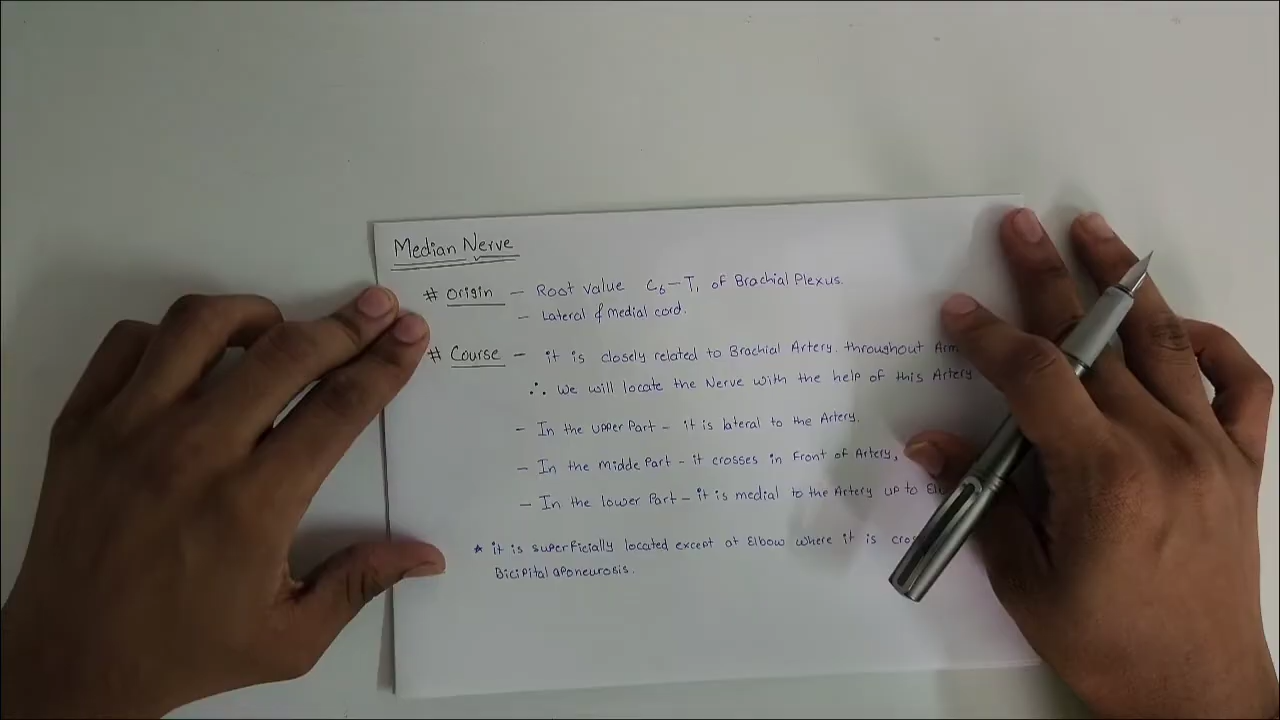 Median Nerve
# Origin – Root value C6–T1 of Brachial Plexus.
– Lateral & medial cord.
# Course – it is closely related to Brachial Artery. throughout Arm
∴ we will locate the Nerve with the help of this Artery
– In the upper Part – it is lateral to the Artery.
– In the midde Part – it crosses in Front of Artery,
– In the lower Part – it is medial to the Artery up to
* it is superficially located except at Elbow where it is
Bicipital aponeurosis.